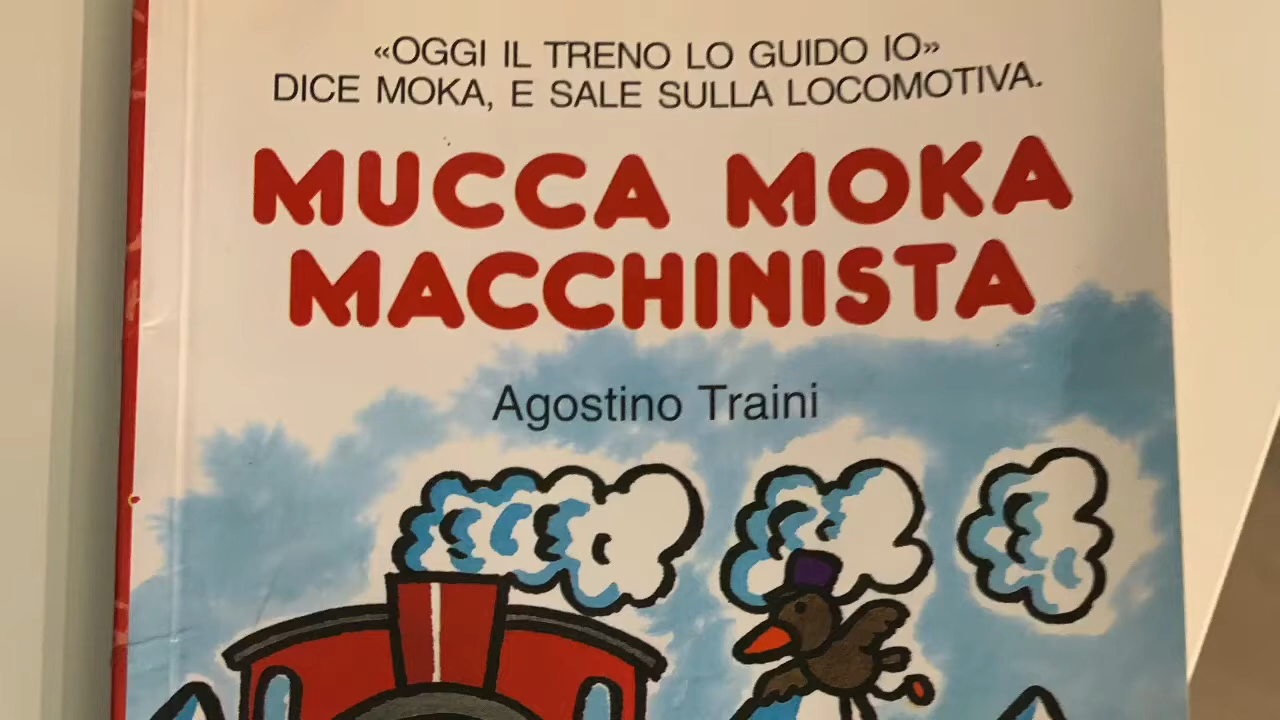 «OGGI IL TRENO LO GUIDO IO»
DICE MOKA, E SALE SULLA LOCOMOTIVA.
MUCCA MOKA
MACCHINISTA
Agostino Traini